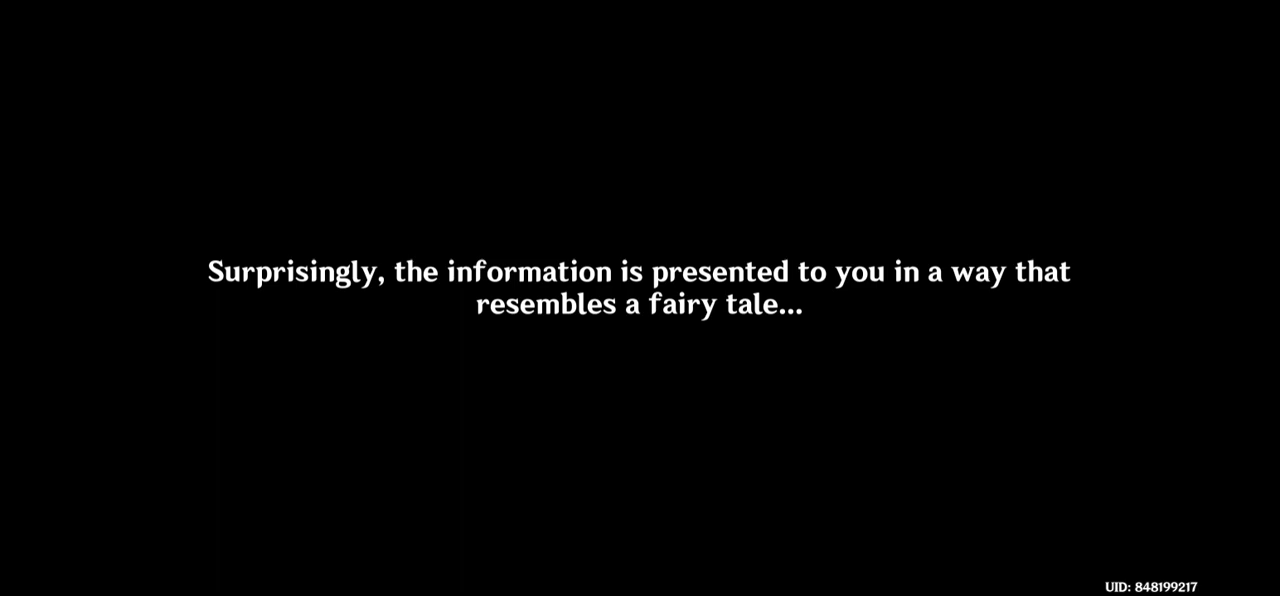 Surprisingly, the information is presented to you in a way that
resembles a fairy tale...
UID: 848199217